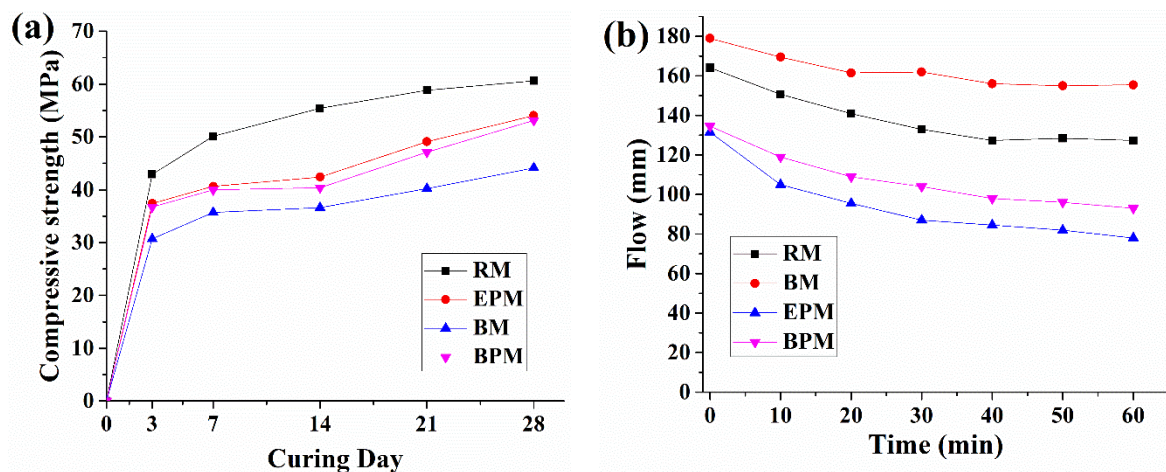 (a)
Compressive strength (MPa)
70
60
50
40
30
20
10
0
RM
EPM
BM
BPM
0 3 7 14 21 28
Curing Day
(b)
Flow (mm)
180
160
140
120
100
80
60
40
20
0
RM
BM
EPM
BPM
0 10 20 30 40 50 60
Time (min)